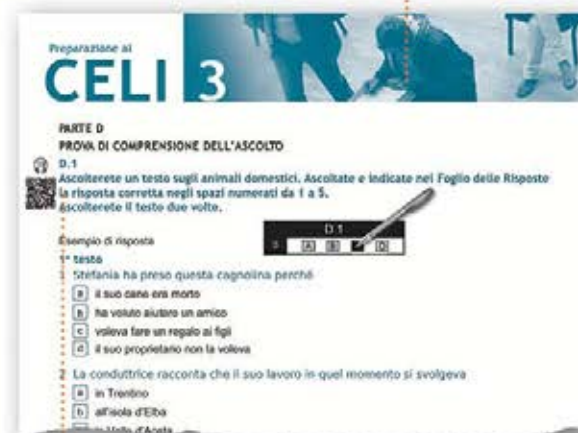 Preparazione al
CELI 3
PARTE D
PROVA DI COMPRENSIONE DELL'ASCOLTO
D.1
Ascolterete un testo sugli animali domestici. Ascoltate e indicate nel Foglio delle Risposte
la risposta corretta negli spazi numerati da 1 a 5.
Ascolterete il testo due volte.
Esempio di risposta
D.1
0 A B D
1° testo
1 Stefania ha preso questa cagnolina perché
a il suo cane era morto
b ha voluto aiutare un amico
c voleva fare un regalo ai figli
d il suo proprietario non la voleva
2 La conduttrice racconta che il suo lavoro in quel momento si svolgeva
a in Trentino
b all'isola d'Elba
in Valle d'Aosta